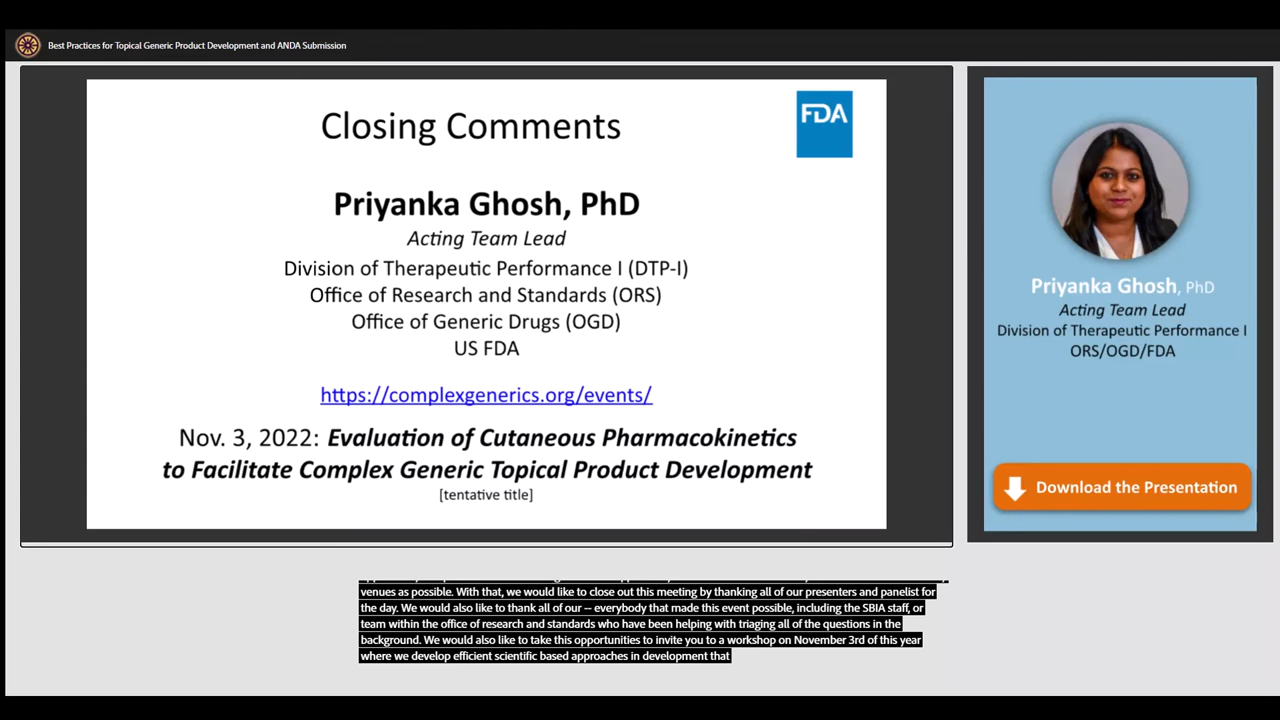 Best Practices for Topical Generic Product Development and ANDA Submission
Closing Comments
FDA
Priyanka Ghosh, PhD
Acting Team Lead
Division of Therapeutic Performance I (DTP-I)
Office of Research and Standards (ORS)
Office of Generic Drugs (OGD)
US FDA
https://complexgenerics.org/events/
Nov. 3, 2022: Evaluation of Cutaneous Pharmacokinetics
to Facilitate Complex Generic Topical Product Development
[tentative title]
Priyanka Ghosh, PhD
Acting Team Lead
Division of Therapeutic Performance I
ORS/OGD/FDA
Download the Presentation
venues as possible. With that, we would like to close out this meeting by thanking all of our presenters and panelist for
the day. We would also like to thank all of our -- everybody that made this event possible, including the SBIA staff, or
team within the office of research and standards who have been helping with triaging all of the questions in the
background. We would also like to take this opportunities to invite you to a workshop on November 3rd of this year
where we develop efficient scientific based approaches in development that